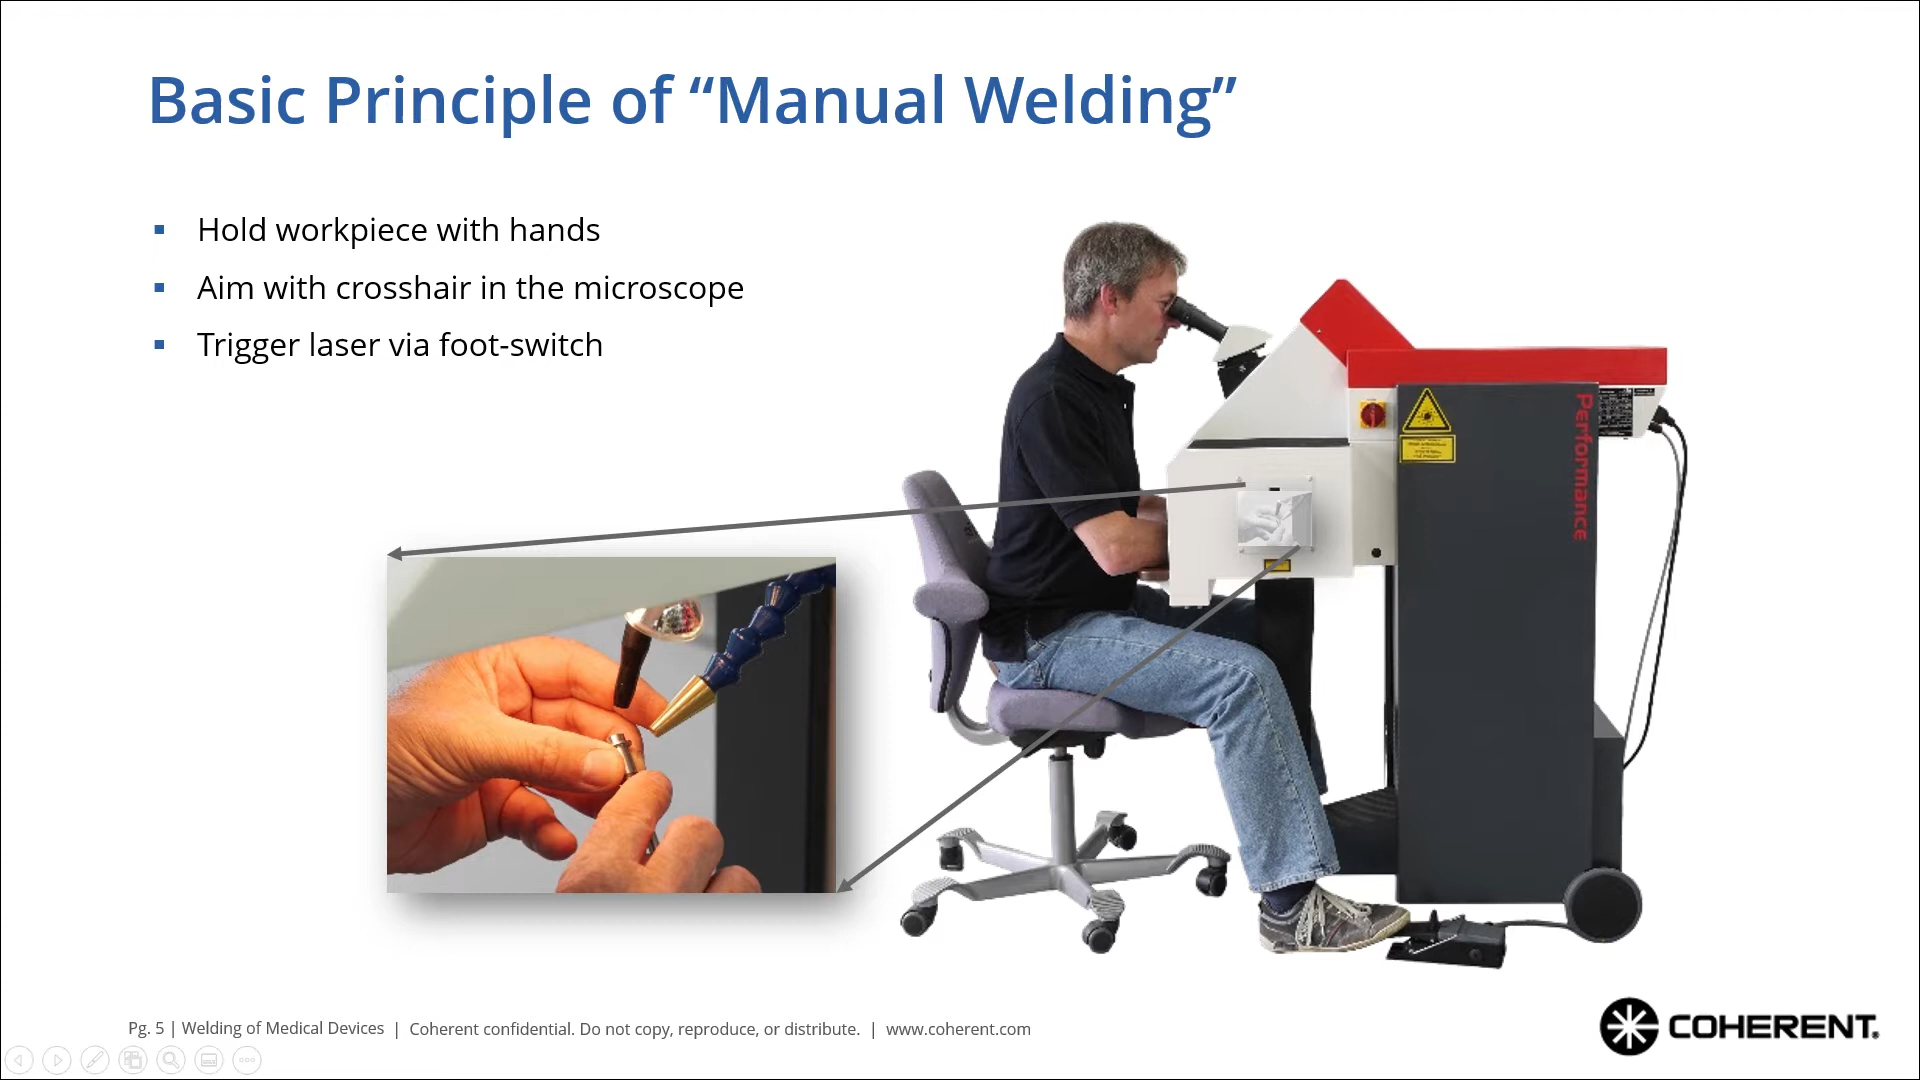 Basic Principle of “Manual Welding”
▪ Hold workpiece with hands
▪ Aim with crosshair in the microscope
▪ Trigger laser via foot-switch
Performance
Pg. 5 | Welding of Medical Devices | Coherent confidential. Do not copy, reproduce, or distribute. | www.coherent.com
COHERENT.